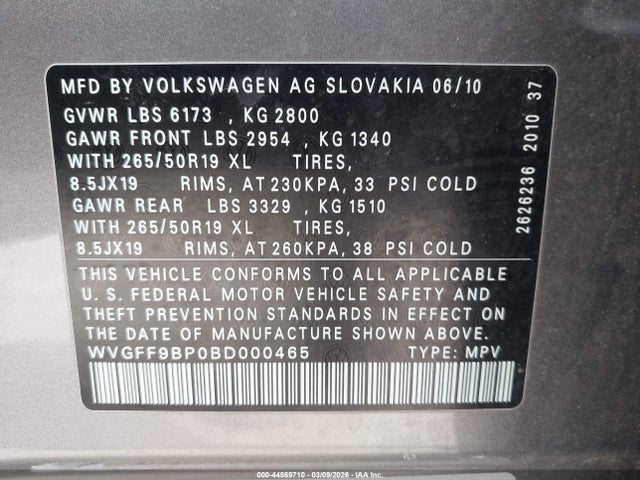 MFD BY VOLKSWAGEN AG SLOVAKIA 06/10
GVWR LBS 6173 , KG 2800
GAWR FRONT LBS 2954 , KG 1340
WITH 265/50R19 XL TIRES,
8.5JX19 RIMS, AT 230KPA, 33 PSI COLD
GAWR REAR LBS 3329 , KG 1510
WITH 265/50R19 XL TIRES,
8.5JX19 RIMS, AT 260KPA, 38 PSI COLD
THIS VEHICLE CONFORMS TO ALL APPLICABLE
U. S. FEDERAL MOTOR VEHICLE SAFETY AND
THEFT PREVENTION STANDARDS IN EFFECT ON
THE DATE OF MANUFACTURE SHOWN ABOVE.
WVGFF9BP0BD000465 TYPE: MPV
2626236 2010 37
000-44569710 - 03/09/2026 - IAA Inc.